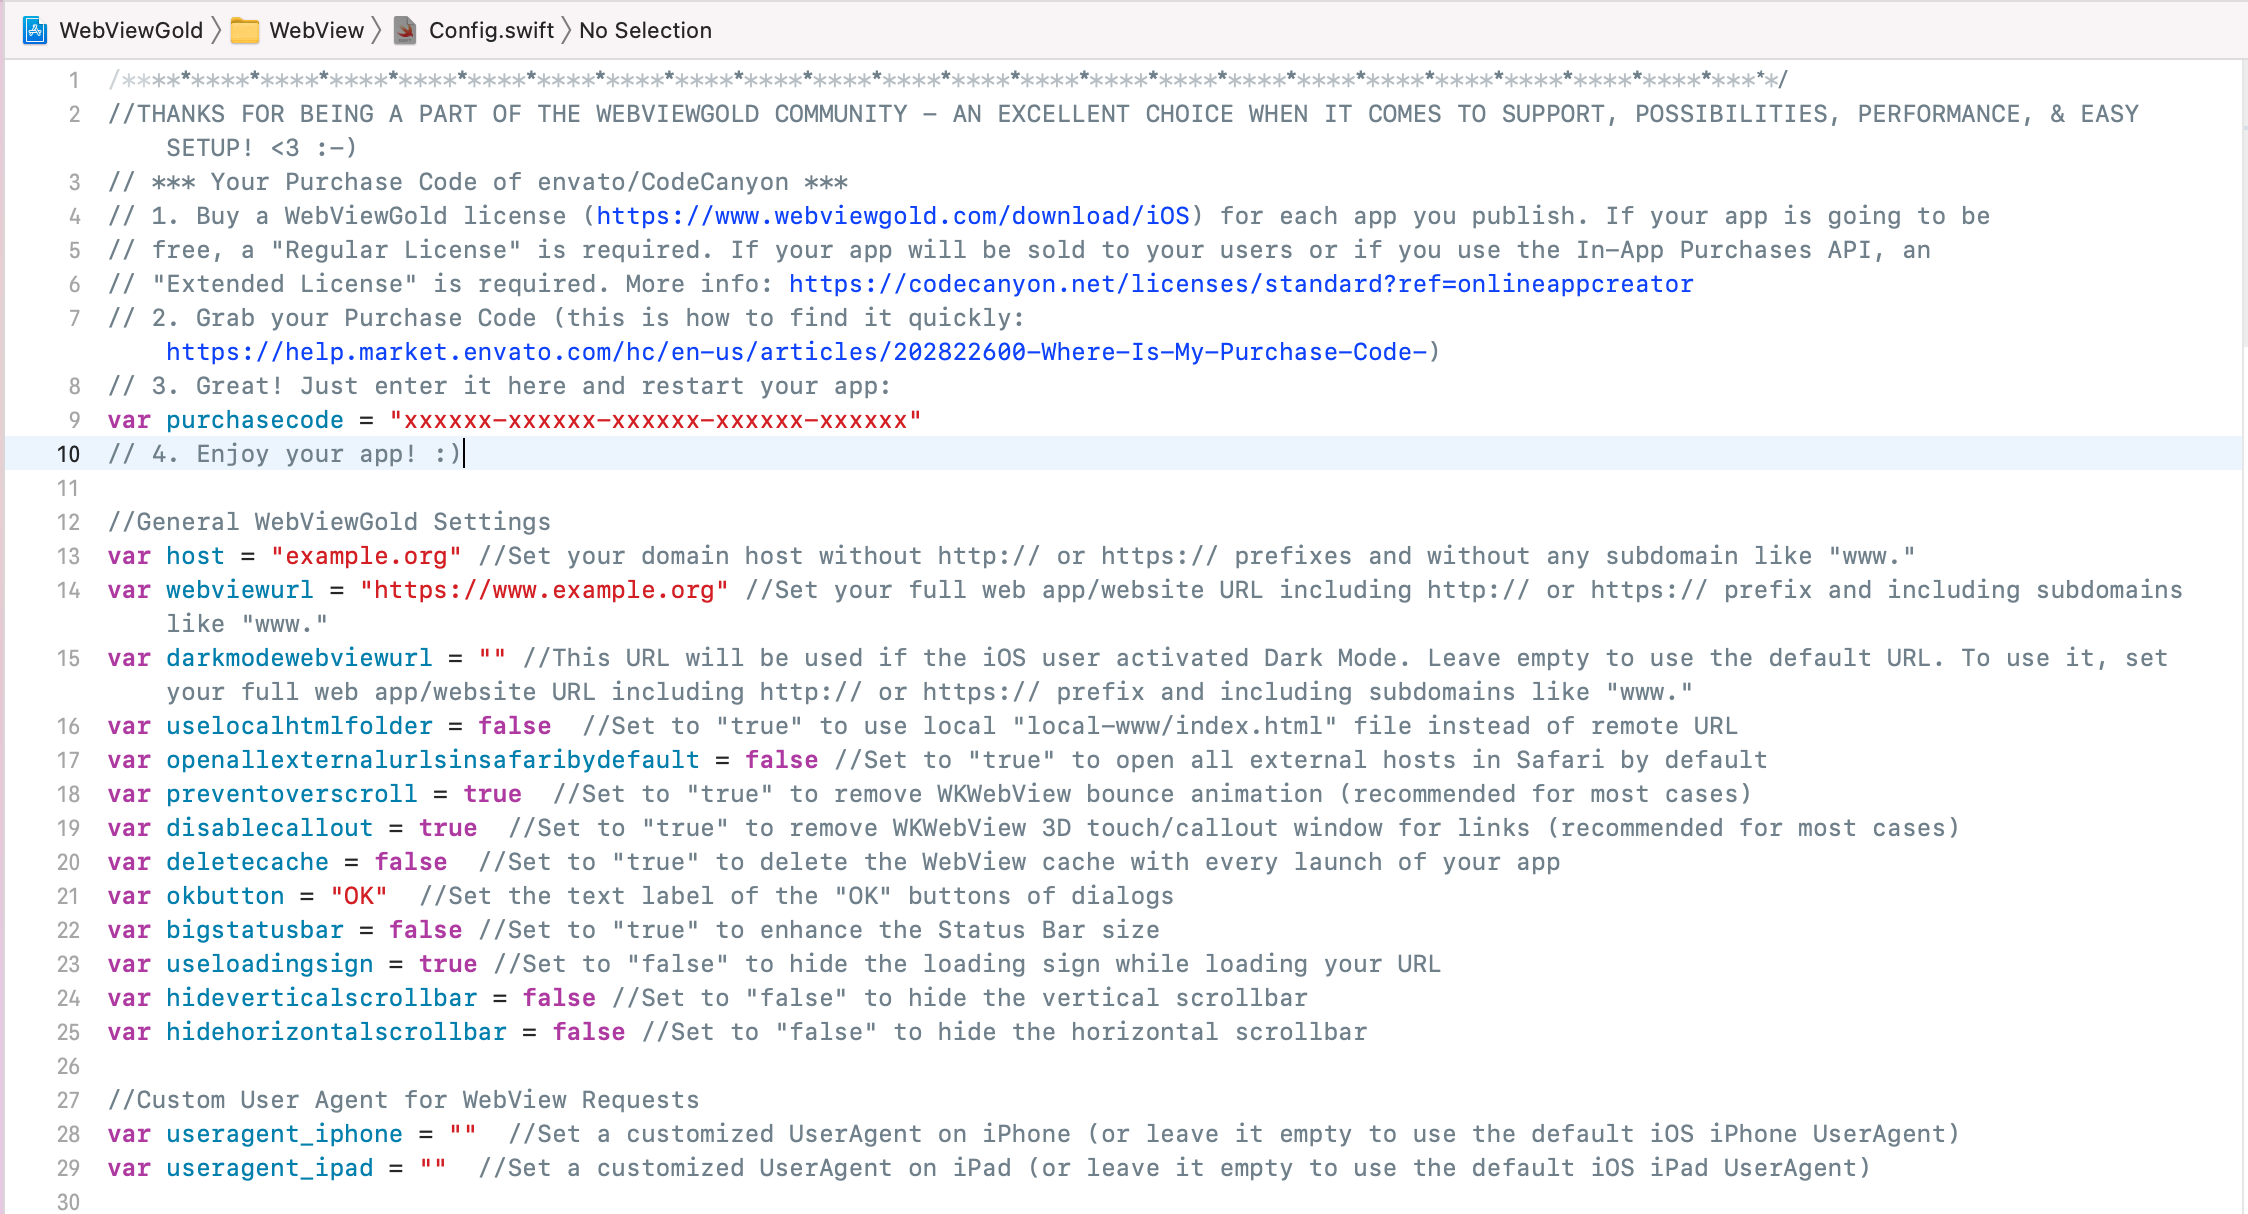 WebViewGold WebView Config.swift No Selection
1 /****************************************************************************************************************/
2 //THANKS FOR BEING A PART OF THE WEBVIEWGOLD COMMUNITY – AN EXCELLENT CHOICE WHEN IT COMES TO SUPPORT, POSSIBILITIES, PERFORMANCE, & EASY
SETUP! <3 :-)
3 // *** Your Purchase Code of envato/CodeCanyon ***
4 // 1. Buy a WebViewGold license (https://www.webviewgold.com/download/iOS) for each app you publish. If your app is going to be
5 // free, a "Regular License" is required. If your app will be sold to your users or if you use the In-App Purchases API, an
6 // "Extended License" is required. More info: https://codecanyon.net/licenses/standard?ref=onlineappcreator
7 // 2. Grab your Purchase Code (this is how to find it quickly:
https://help.market.envato.com/hc/en-us/articles/202822600-Where-Is-My-Purchase-Code-)
8 // 3. Great! Just enter it here and restart your app:
9 var purchasecode = "xxxxxx-xxxxxx-xxxxxx-xxxxxx-xxxxxx"
10 // 4. Enjoy your app! :)
11
12 //General WebViewGold Settings
13 var host = "example.org" //Set your domain host without http:// or https:// prefixes and without any subdomain like "www."
14 var webviewurl = "https://www.example.org" //Set your full web app/website URL including http:// or https:// prefix and including subdomains
like "www."
15 var darkmodewebviewurl = "" //This URL will be used if the iOS user activated Dark Mode. Leave empty to use the default URL. To use it, set
your full web app/website URL including http:// or https:// prefix and including subdomains like "www."
16 var uselocalhtmlfolder = false  //Set to "true" to use local "local-www/index.html" file instead of remote URL
17 var openallexternalurlsinsafaribydefault = false //Set to "true" to open all external hosts in Safari by default
18 var preventoverscroll = true  //Set to "true" to remove WKWebView bounce animation (recommended for most cases)
19 var disablecallout = true  //Set to "true" to remove WKWebView 3D touch/callout window for links (recommended for most cases)
20 var deletecache = false  //Set to "true" to delete the WebView cache with every launch of your app
21 var okbutton = "OK"  //Set the text label of the "OK" buttons of dialogs
22 var bigstatusbar = false //Set to "true" to enhance the Status Bar size
23 var useloadingsign = true //Set to "false" to hide the loading sign while loading your URL
24 var hideverticalscrollbar = false //Set to "false" to hide the vertical scrollbar
25 var hidehorizontalscrollbar = false //Set to "false" to hide the horizontal scrollbar
26
27 //Custom User Agent for WebView Requests
28 var useragent_iphone = ""  //Set a customized UserAgent on iPhone (or leave it empty to use the default iOS iPhone UserAgent)
29 var useragent_ipad = ""  //Set a customized UserAgent on iPad (or leave it empty to use the default iOS iPad UserAgent)
30